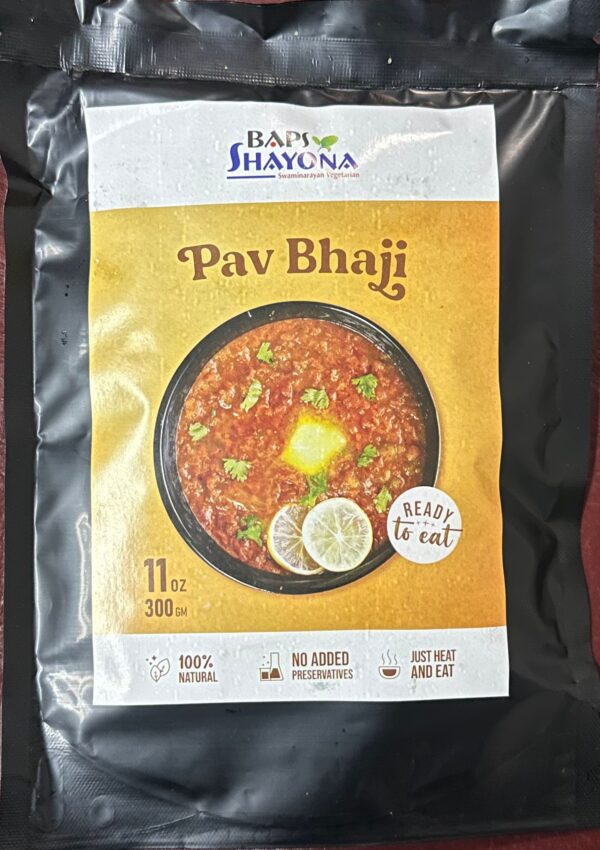 BAPS
SHAYONA
Swaminarayan Vegetarian
Pav Bhaji
READY
to eat
11 OZ
300 GM
100%
NATURAL
NO ADDED
PRESERVATIVES
JUST HEAT
AND EAT